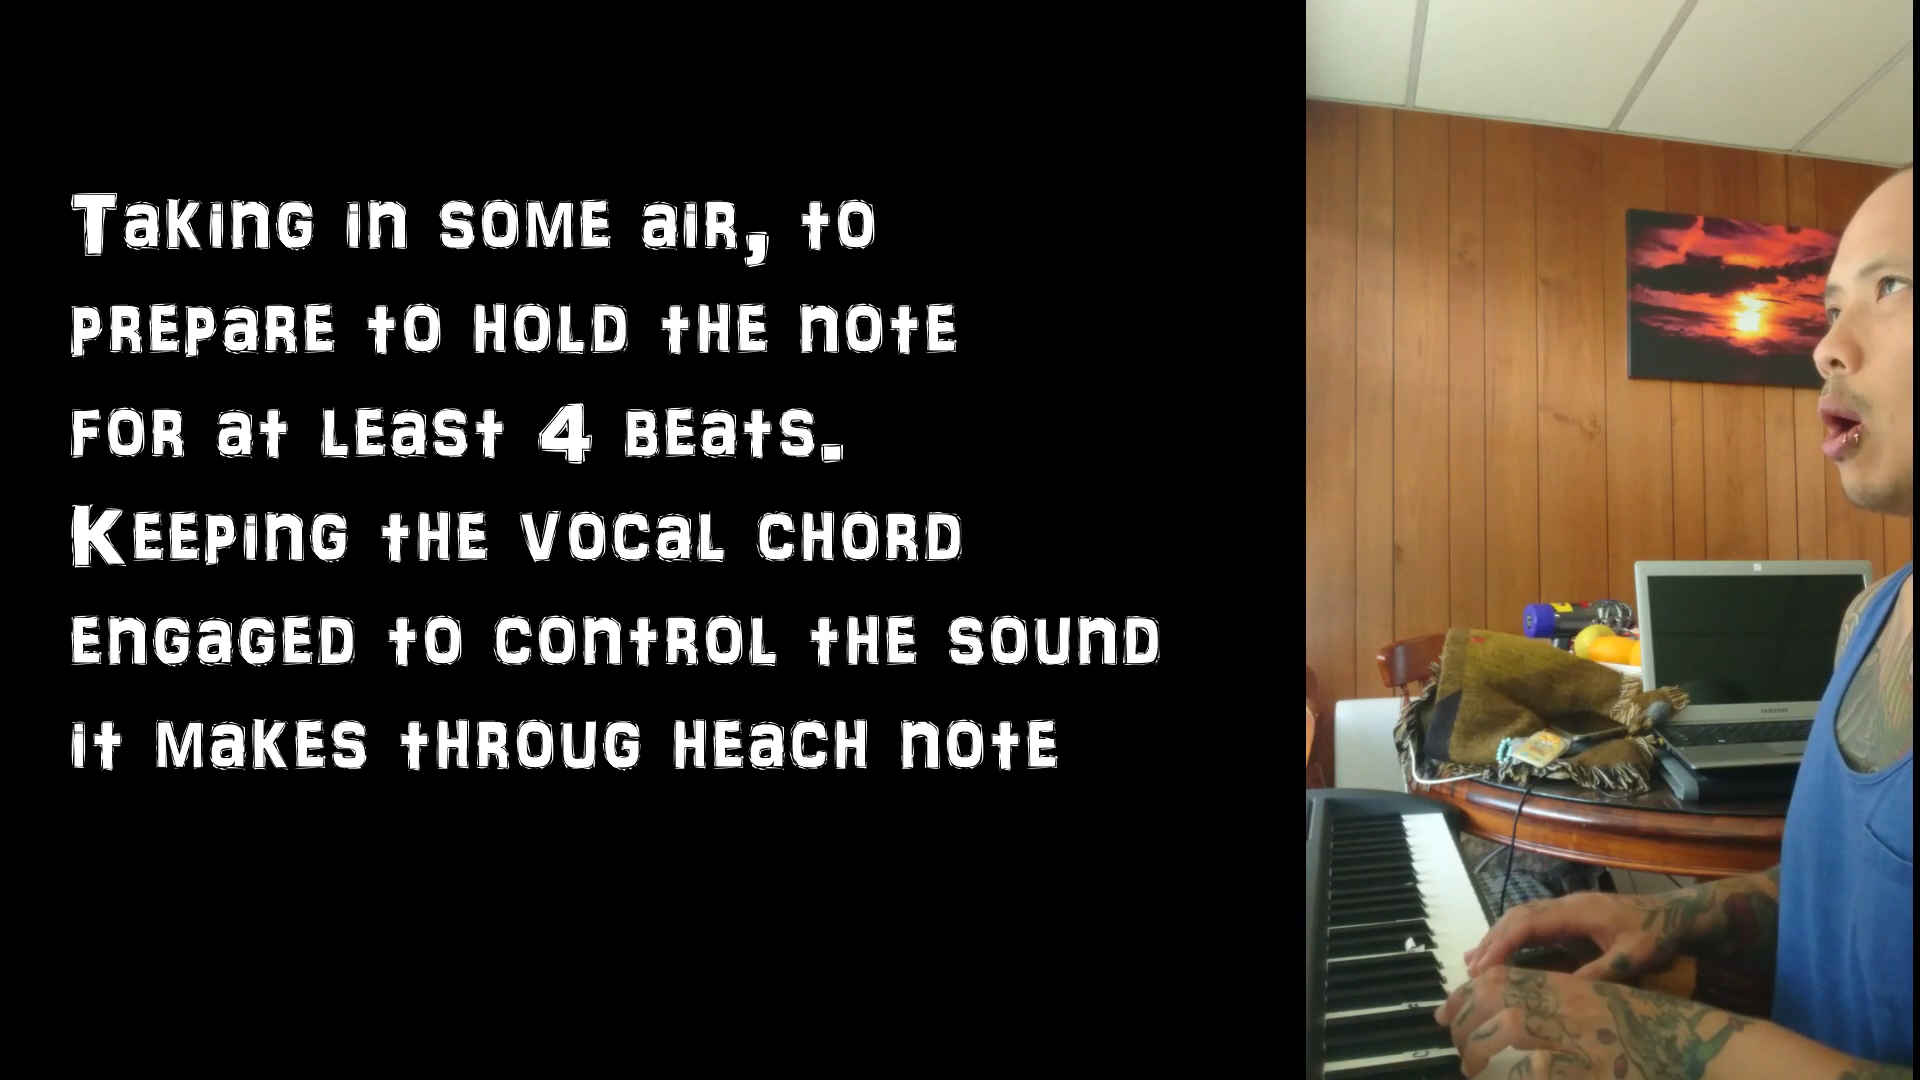 Taking in some air, to
prepare to hold the note
for at least 4 beats.
Keeping the vocal chord
engaged to control the sound
it makes throug heach note
SAMSUNG